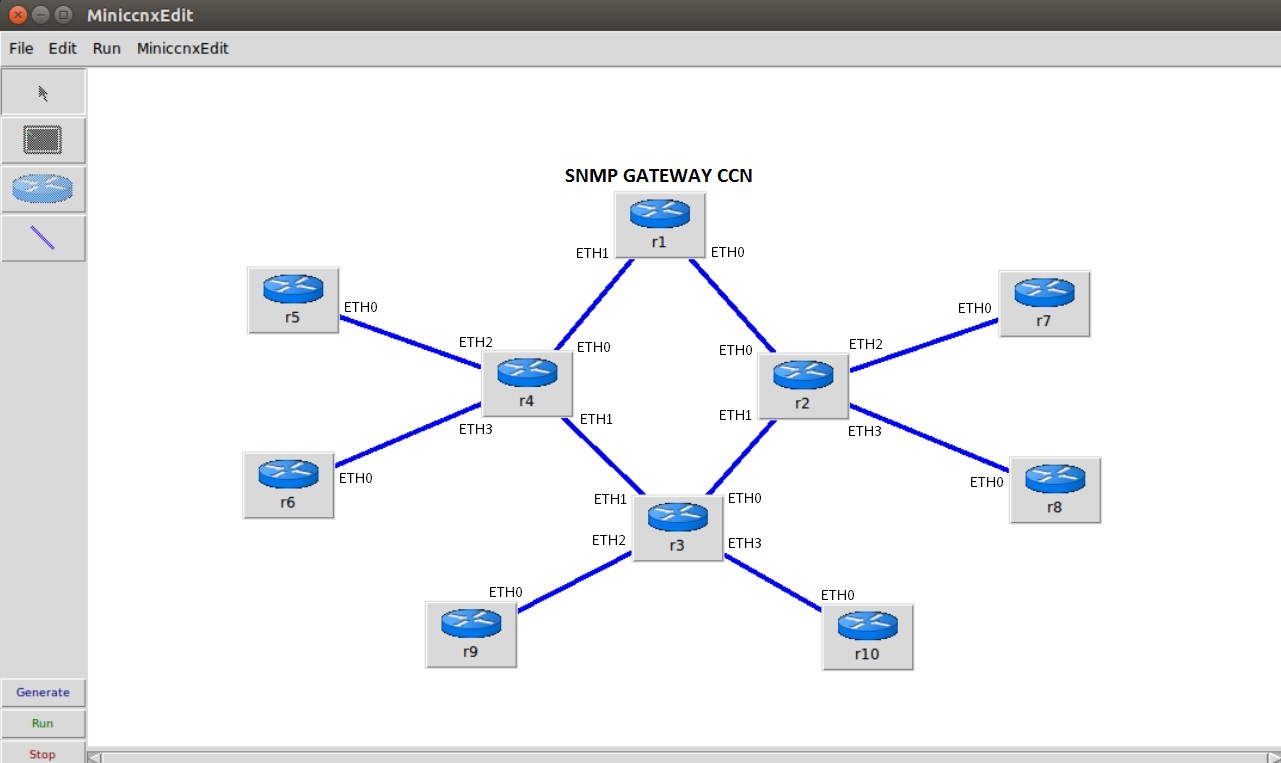 MiniccnxEdit
File Edit Run MiniccnxEdit
SNMP GATEWAY CCN
r1
ETH1 ETH0
r5
ETH0
r7
ETH0
ETH2 ETH0
r4
ETH0 ETH2
r2
ETH3 ETH1
ETH1 ETH3
r6
ETH0
r8
ETH0
ETH1 ETH0
r3
ETH2 ETH3
ETH0
r9
ETH0
r10
Generate
Run
Stop